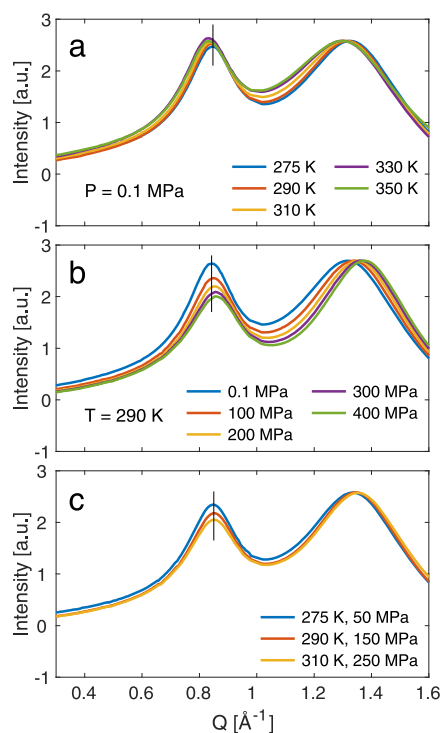 a
Intensity [a.u.]
3
2
1
0
-1
P = 0.1 MPa
275 K
290 K
310 K
330 K
350 K
b
Intensity [a.u.]
3
2
1
0
-1
T = 290 K
0.1 MPa
100 MPa
200 MPa
300 MPa
400 MPa
c
Intensity [a.u.]
3
2
1
0
-1
275 K, 50 MPa
290 K, 150 MPa
310 K, 250 MPa
0.4 0.6 0.8 1 1.2 1.4 1.6
Q [Å⁻¹]